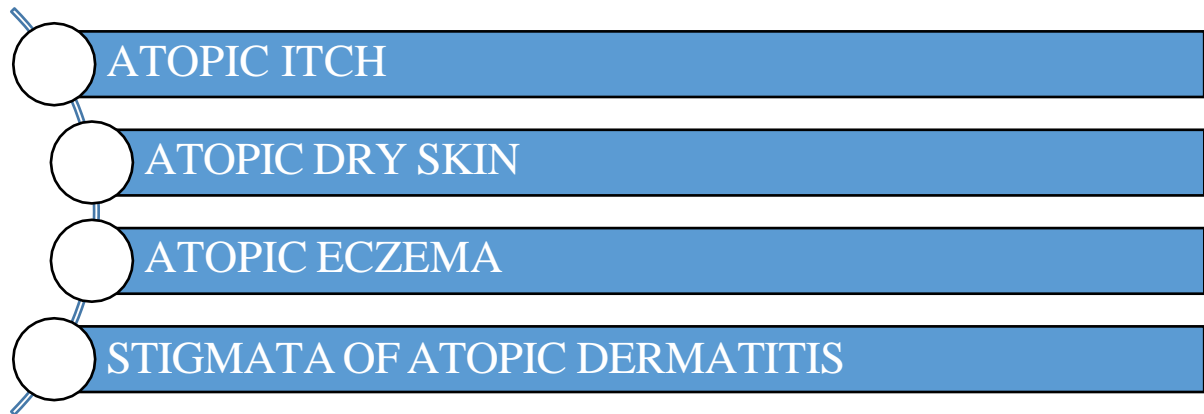 ATOPIC ITCH
ATOPIC DRY SKIN
ATOPIC ECZEMA
STIGMATA OF ATOPIC DERMATITIS